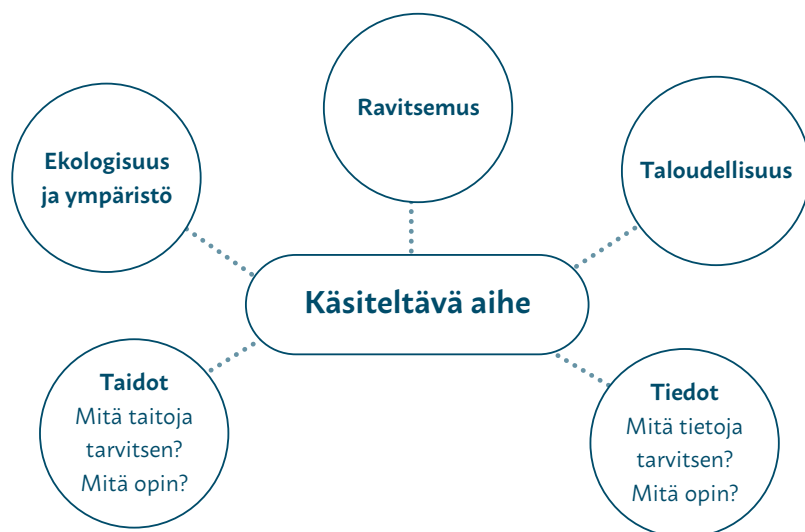 Ravitsemus
Ekologisuus
ja ympäristö
Taloudellisuus
Käsiteltävä aihe
Taidot
Mitä taitoja
tarvitsen?
Mitä opin?
Tiedot
Mitä tietoja
tarvitsen?
Mitä opin?